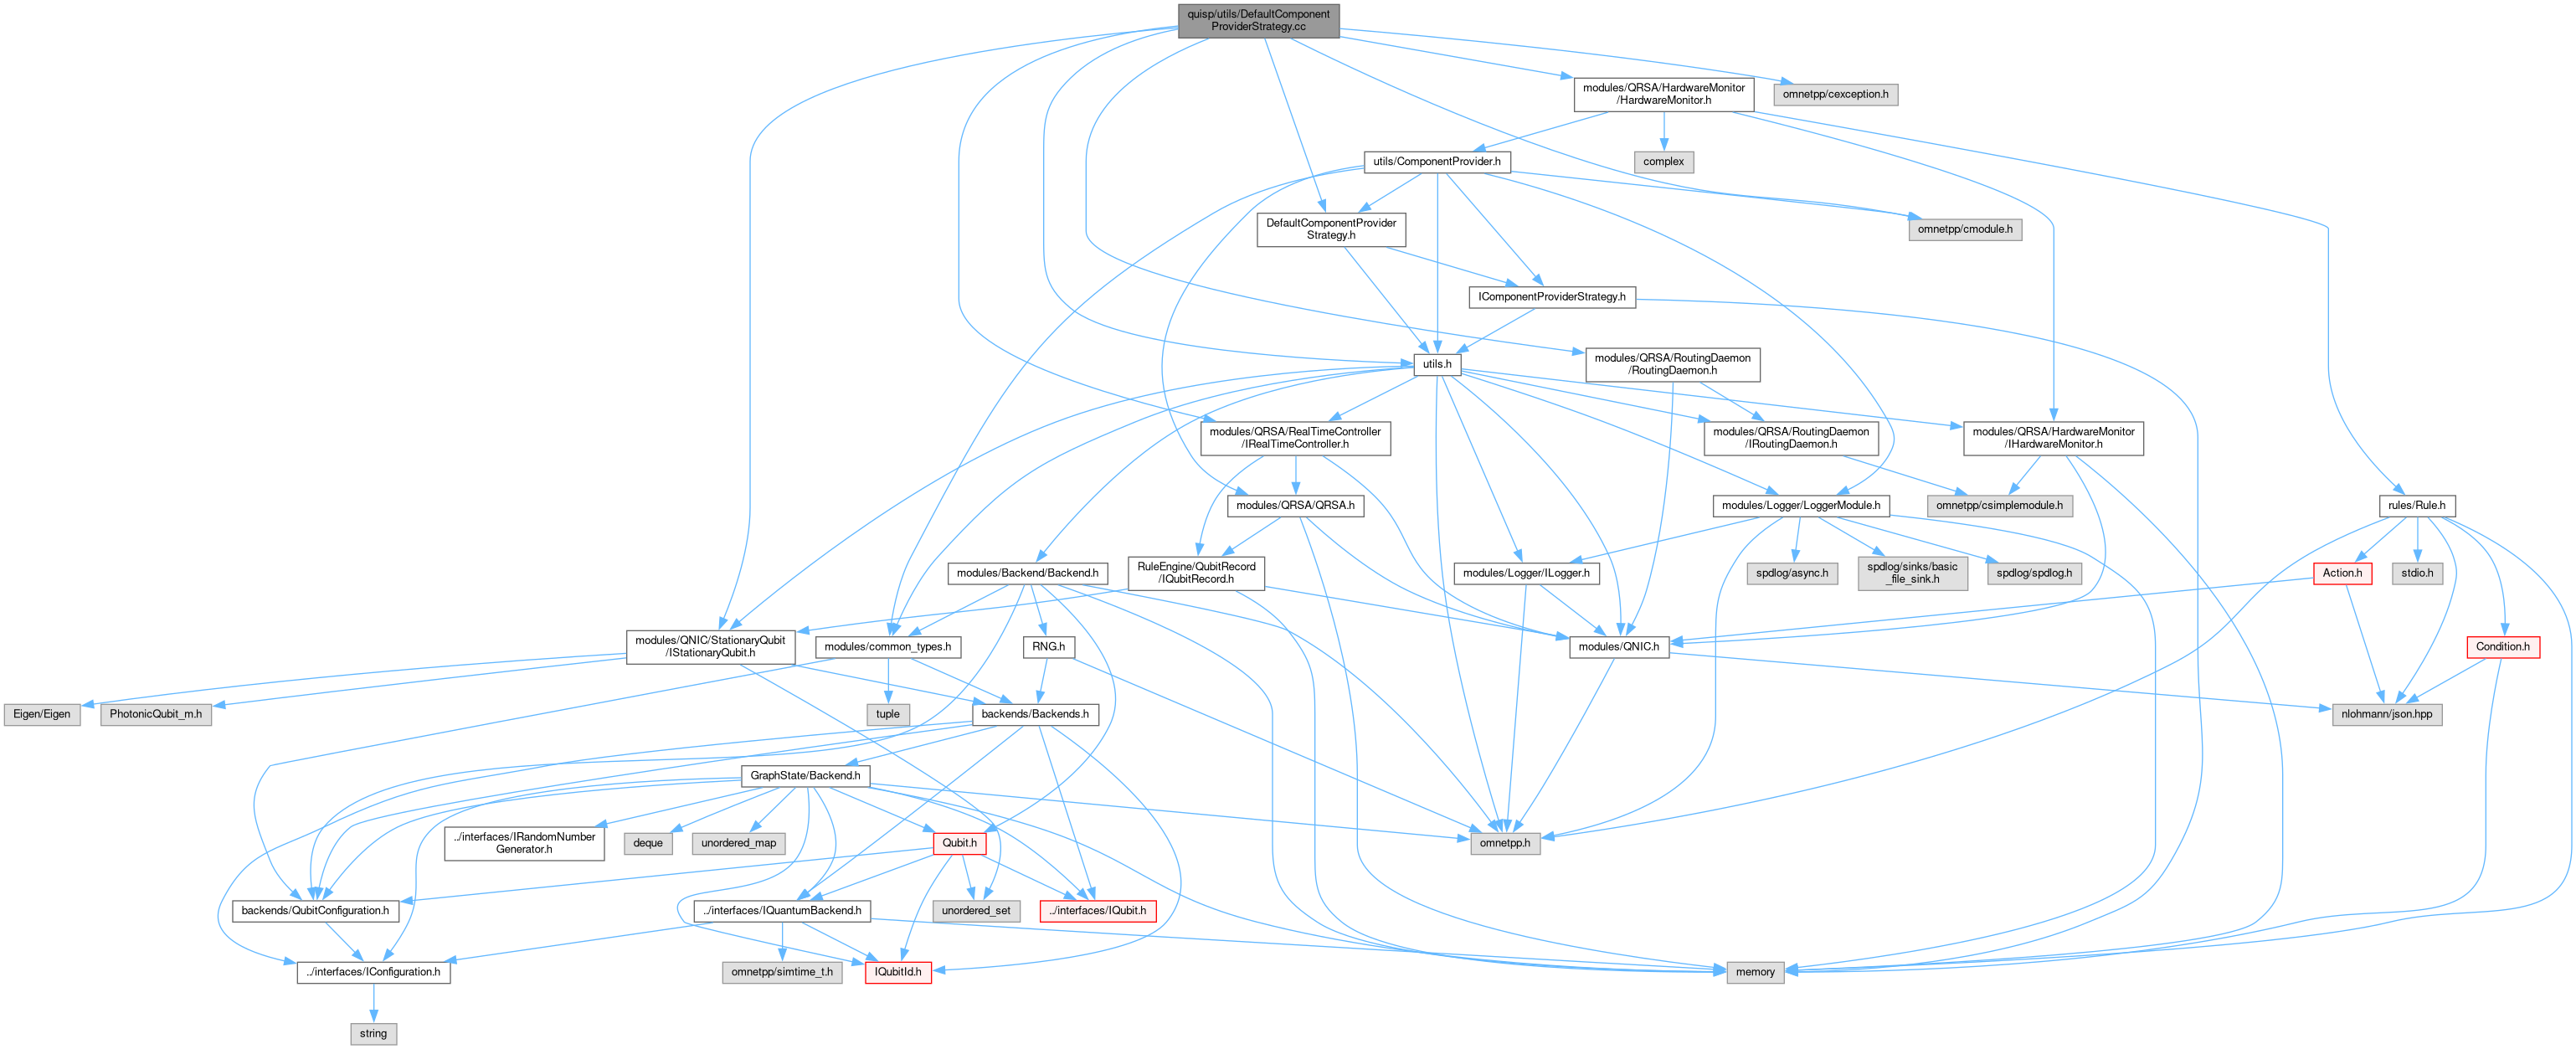 quisp/utils/DefaultComponent
ProviderStrategy.cc
modules/QRSA/HardwareMonitor
/HardwareMonitor.h
omnetpp/cexception.h
utils/ComponentProvider.h
complex
DefaultComponentProvider
Strategy.h
omnetpp/cmodule.h
IComponentProviderStrategy.h
utils.h
modules/QRSA/RoutingDaemon
/RoutingDaemon.h
modules/QRSA/RealTimeController
/IRealTimeController.h
modules/QRSA/RoutingDaemon
/IRoutingDaemon.h
modules/QRSA/HardwareMonitor
/IHardwareMonitor.h
modules/QRSA/QRSA.h
modules/Logger/LoggerModule.h
omnetpp/csimplemodule.h
rules/Rule.h
modules/Backend/Backend.h
RuleEngine/QubitRecord
/IQubitRecord.h
modules/Logger/ILogger.h
spdlog/async.h
spdlog/sinks/basic
_file_sink.h
spdlog/spdlog.h
Action.h
stdio.h
modules/QNIC/StationaryQubit
/IStationaryQubit.h
modules/common_types.h
RNG.h
modules/QNIC.h
Condition.h
Eigen/Eigen
PhotonicQubit_m.h
tuple
backends/Backends.h
nlohmann/json.hpp
GraphState/Backend.h
../interfaces/IRandomNumber
Generator.h
deque
unordered_map
Qubit.h
omnetpp.h
backends/QubitConfiguration.h
../interfaces/IQuantumBackend.h
unordered_set
../interfaces/IQubit.h
../interfaces/IConfiguration.h
omnetpp/simtime_t.h
IQubitId.h
memory
string